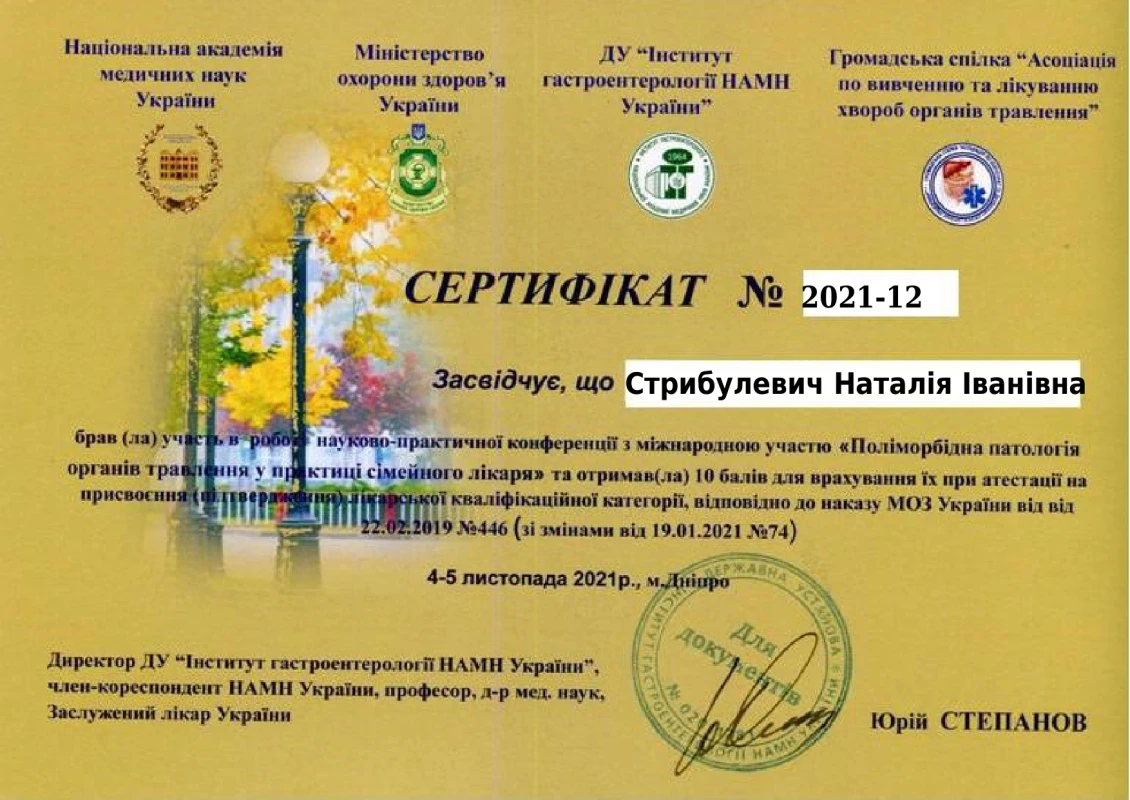 Національна академія
медичних наук
України
Міністерство
охорони здоров’я
України
ДУ “Інститут
гастроентерології НАМН
України”
Громадська спілка “Асоціація
по вивченню та лікуванню
хвороб органів травлення”
1964
СЕРТИФІКАТ № 2021-12
Засвідчує, що Стрибулевич Наталія Іванівна
брав (ла) участь в роботі науково-практичної конференції з міжнародною участю «Поліморбідна патологія
органів травлення у практиці сімейного лікаря» та отримав(ла) 10 балів для врахування їх при атестації на
присвоєння (підтвердження) лікарської кваліфікаційної категорії, відповідно до наказу МОЗ України від від
22.02.2019 №446 (зі змінами від 19.01.2021 №74)
4-5 листопада 2021р., м.Дніпро
ДЕРЖАВНА УСТАНОВА
Для
документів
Директор ДУ “Інститут гастроентерології НАМН України”,
член-кореспондент НАМН України, професор, д-р мед. наук,
Заслужений лікар України
Юрій СТЕПАНОВ